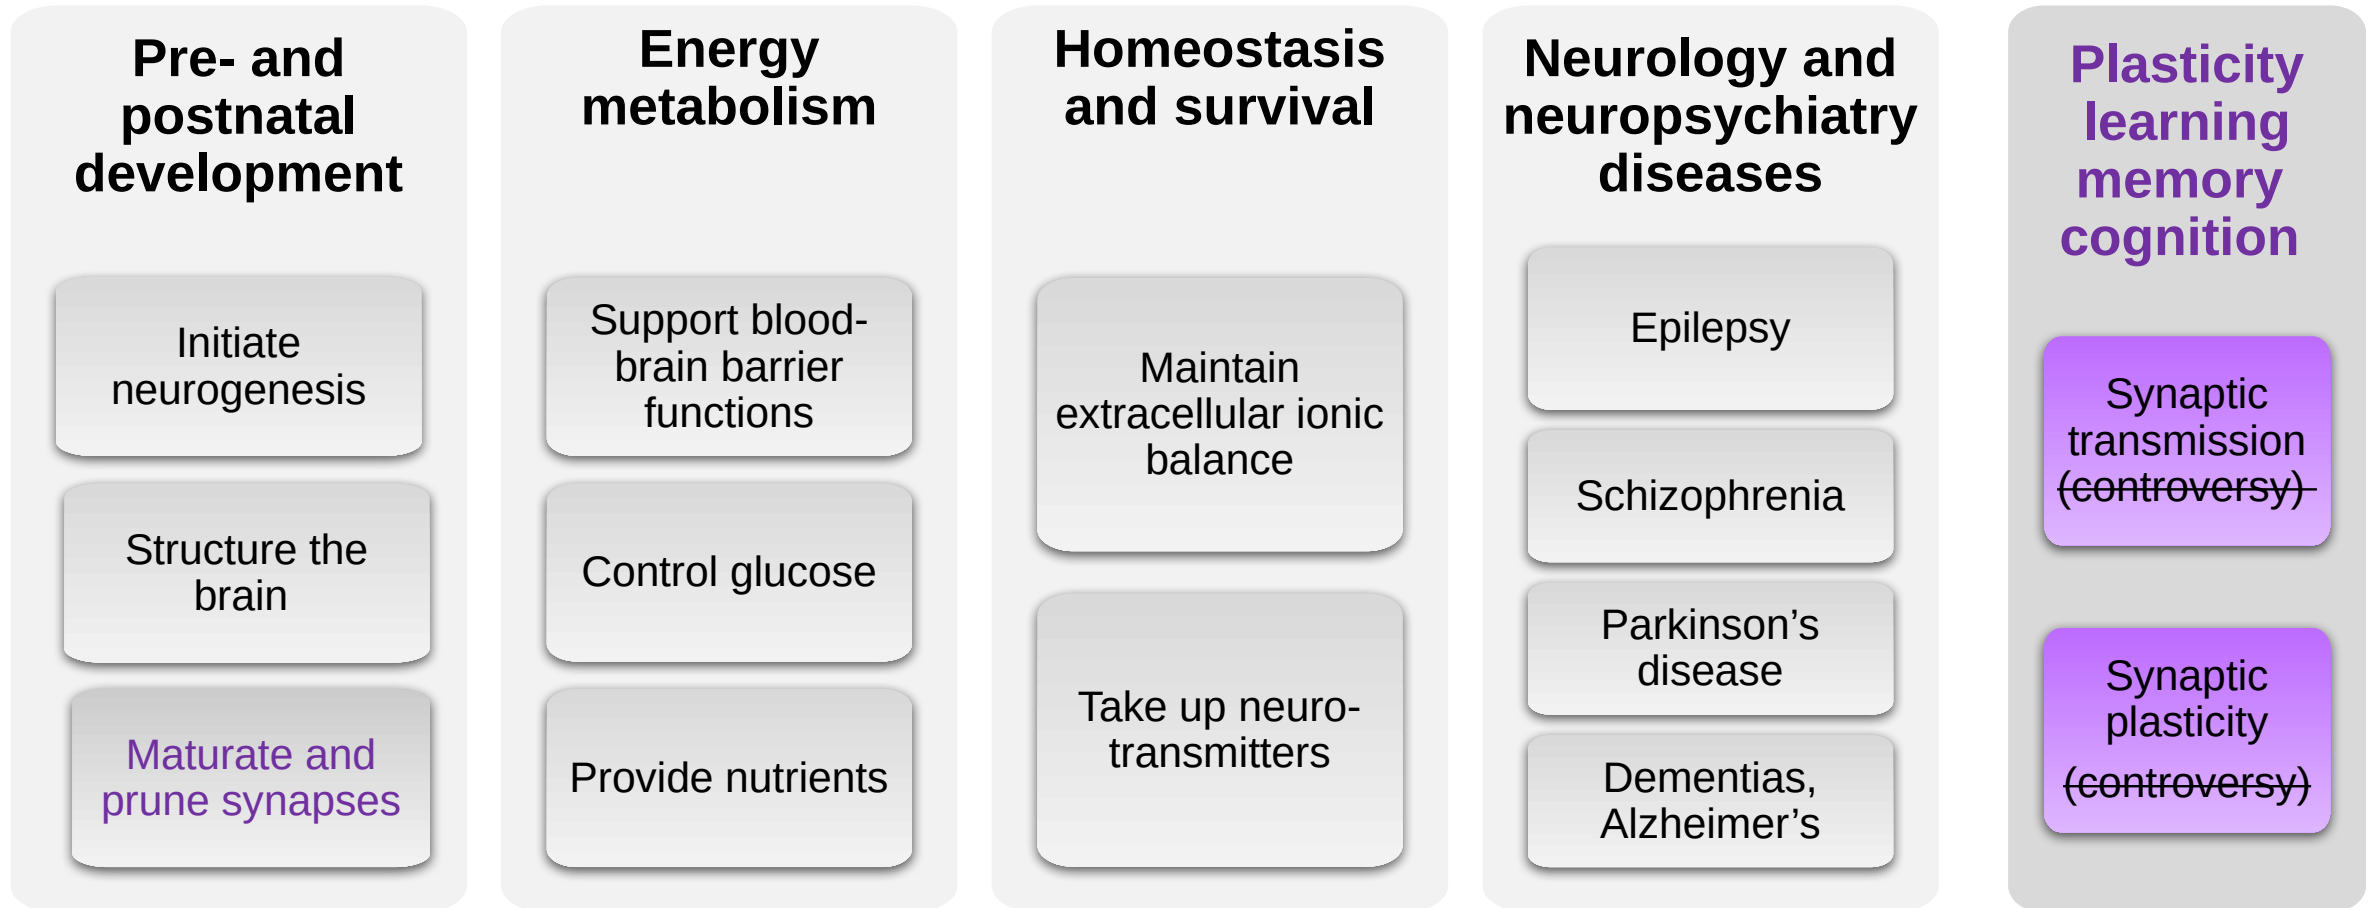 Pre- and
postnatal
development
Initiate
neurogenesis
Structure the
brain
Maturate and
prune synapses
Energy
metabolism
Support blood-
brain barrier
functions
Control glucose
Provide nutrients
Homeostasis
and survival
Maintain
extracellular ionic
balance
Take up neuro-
transmitters
Neurology and
neuropsychiatry
diseases
Epilepsy
Schizophrenia
Parkinson’s
disease
Dementias,
Alzheimer’s
Plasticity
learning
memory
cognition
Synaptic
transmission
(controversy)
Synaptic
plasticity
(controversy)